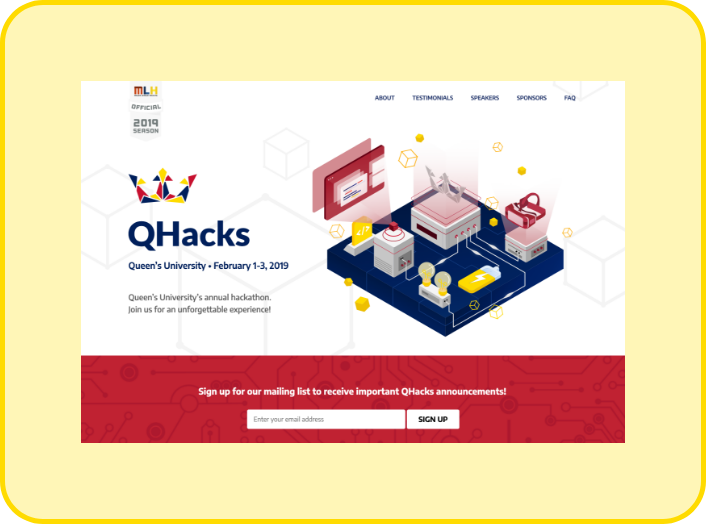 MLH
OFFICIAL
2019
SEASON
ABOUT TESTIMONIALS SPEAKERS SPONSORS FAQ
</>
QHacks
Queen's University • February 1-3, 2019
Queen's University's annual hackathon.
Join us for an unforgettable experience!
Sign up for our mailing list to receive important QHacks announcements!
Enter your email address SIGN UP